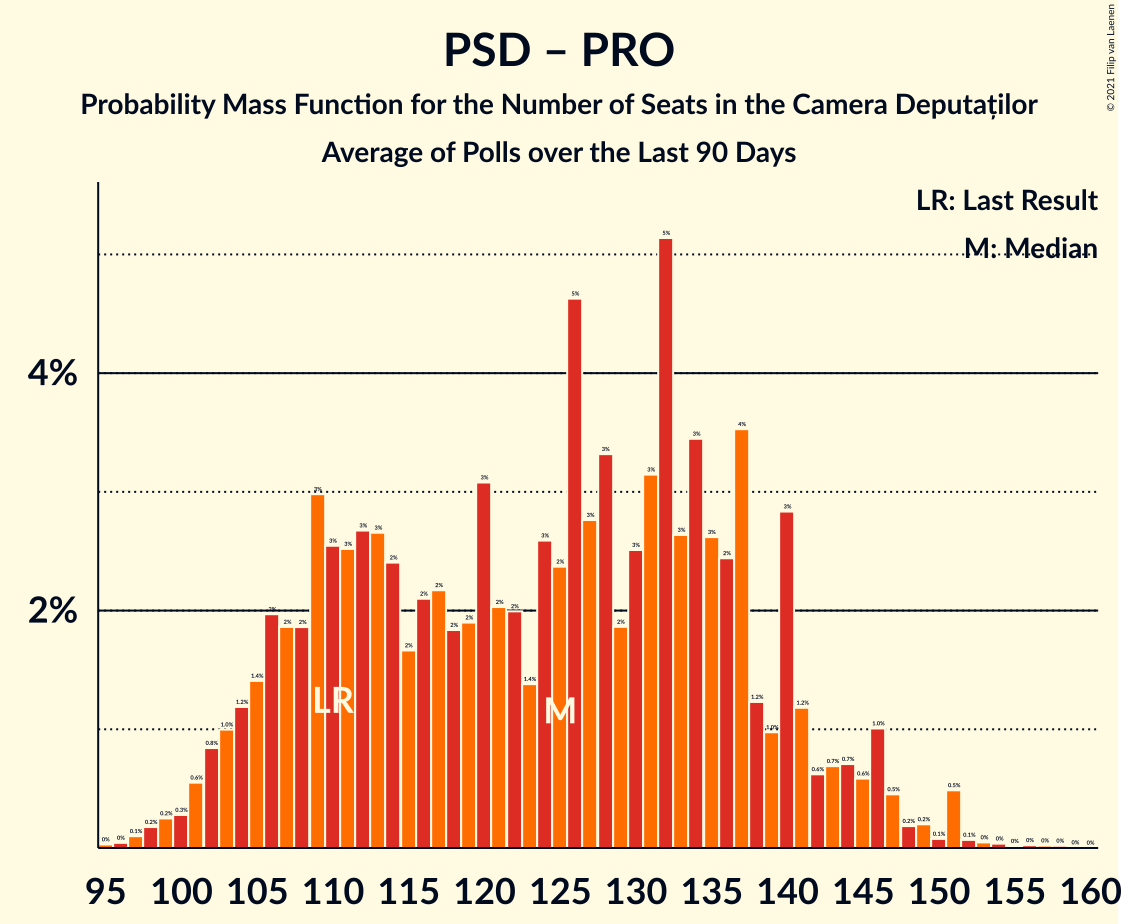 PSD – PRO
Probability Mass Function for the Number of Seats in the Camera Deputaților
Average of Polls over the Last 90 Days
© 2021 Filip van Laenen
LR: Last Result
M: Median
4%
2%
0% 0% 0.1% 0.2% 0.2% 0.3% 0.6% 0.8% 1.0% 1.2% 1.4% 2% 2% 2% 3% 3% 3% 3% 3% 2% 2% 2% 2% 2% 2% 3% 2% 2% 1.4% 3% 2% 5% 3% 3% 2% 3% 3% 5% 3% 3% 3% 2% 4% 1.2% 1.0% 3% 1.2% 0.6% 0.7% 0.7% 0.6% 1.0% 0.5% 0.2% 0.2% 0.1% 0.5% 0.1% 0% 0% 0% 0% 0% 0% 0% 0%
LR
M
95 100 105 110 115 120 125 130 135 140 145 150 155 160